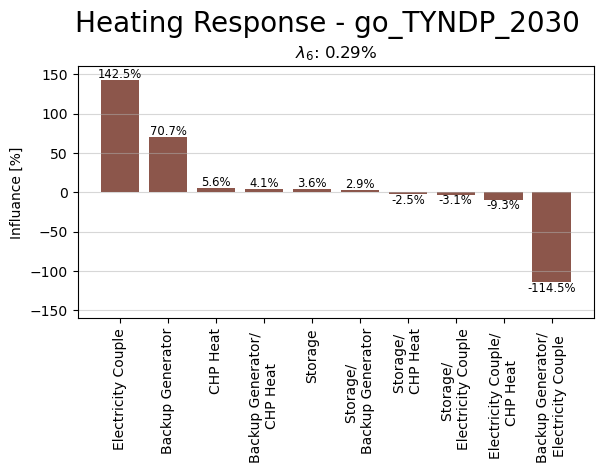 Heating Response - go_TYNDP_2030
λ6: 0.29%
Influance [%]
150
100
50
0
−50
−100
−150
142.5%
70.7%
5.6%
4.1%
3.6%
2.9%
-2.5%
-3.1%
-9.3%
-114.5%
Electricity Couple
Backup Generator
CHP Heat
Backup Generator/
CHP Heat
Storage
Storage/
Backup Generator
Storage/
CHP Heat
Storage/
Electricity Couple
Electricity Couple/
CHP Heat
Backup Generator/
Electricity Couple